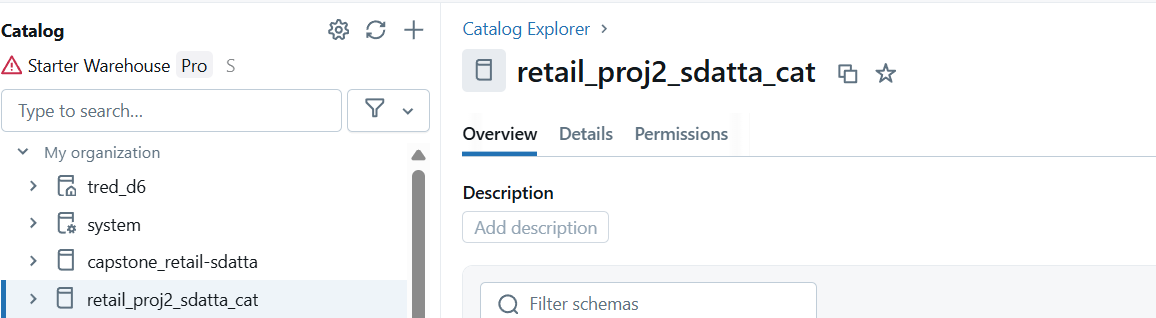 Catalog
Starter Warehouse Pro S
Type to search...
My organization
tred_d6
system
capstone_retail-sdatta
retail_proj2_sdatta_cat
Catalog Explorer
retail_proj2_sdatta_cat
Overview Details Permissions
Description
Add description
Filter schemas